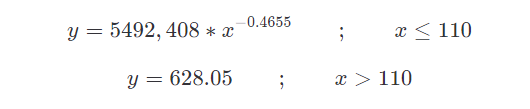 y = 5492,408 * x^{-0.4655} ; x ≤ 110
y = 628.05 ; x > 110